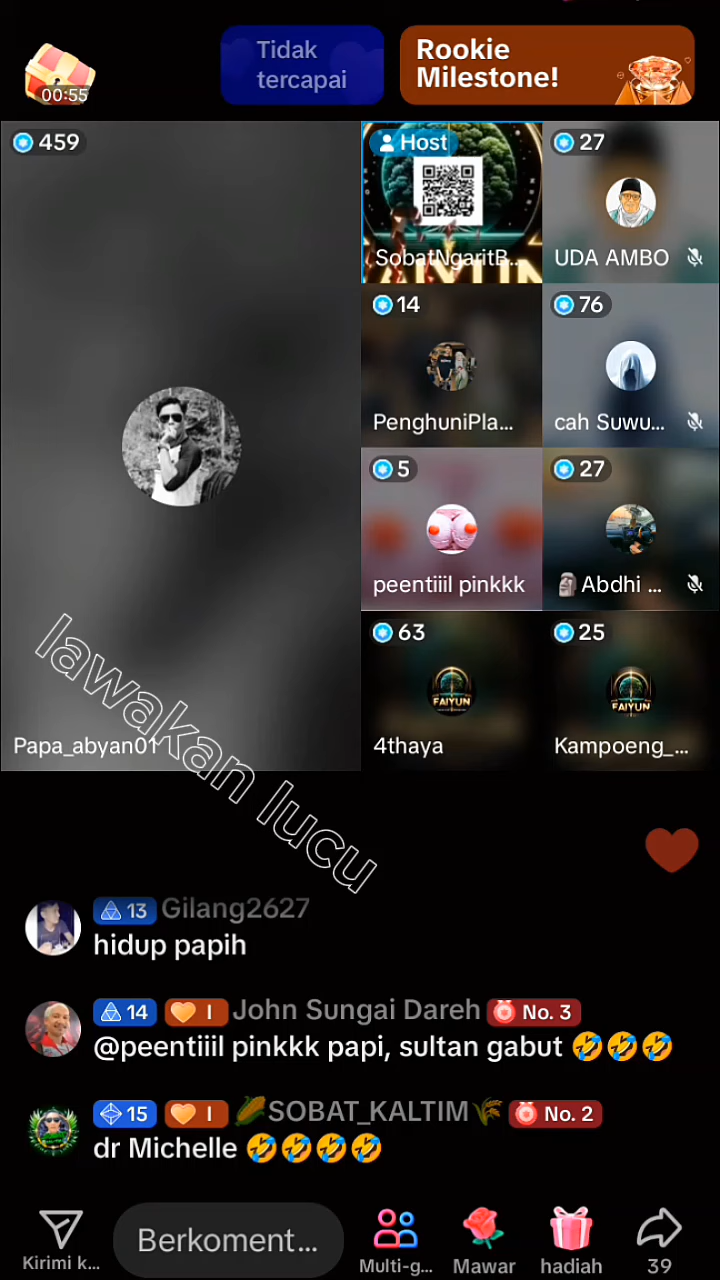 00:55
Tidak
tercapai
Rookie
Milestone!
459
Host
SobatNgaritB...
27
UDA AMBO
14
PenghuniPla...
76
cah Suwu...
5
peentiiil pinkkk
27
Abdhi ...
63
4thaya
FAIYUN
25
Kampoeng_...
FAIYUN
Papa_abyan01
lawakan lucu
13 Gilang2627
hidup papih
14 I John Sungai Dareh No. 3
@peentiiil pinkkk papi, sultan gabut 🤣🤣🤣
15 I 🌽SOBAT_KALTIM🌾 No. 2
dr Michelle 🤣🤣🤣🤣
Kirimi k...
Berkoment...
Multi-g...
Mawar
hadiah
39